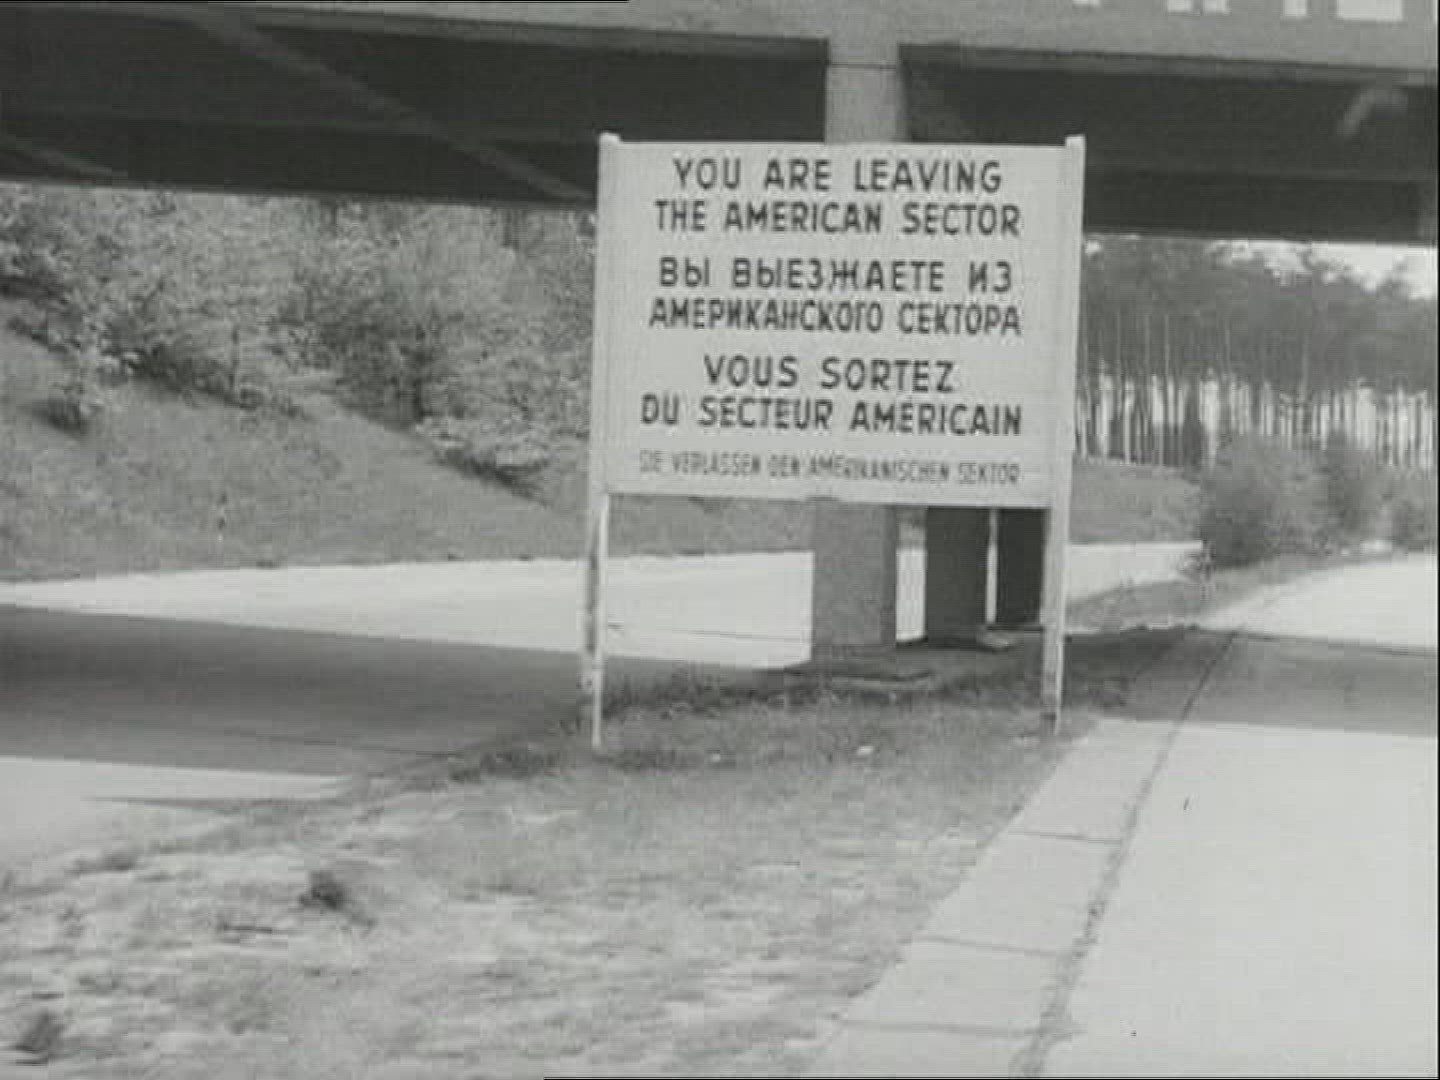 YOU ARE LEAVING
THE AMERICAN SECTOR
ВЫ ВЫЕЗЖАЕТЕ ИЗ
АМЕРИКАНСКОГО СЕКТОРА
VOUS SORTEZ
DU SECTEUR AMERICAIN
SIE VERLASSEN DEN AMERIKANISCHEN SEKTOR